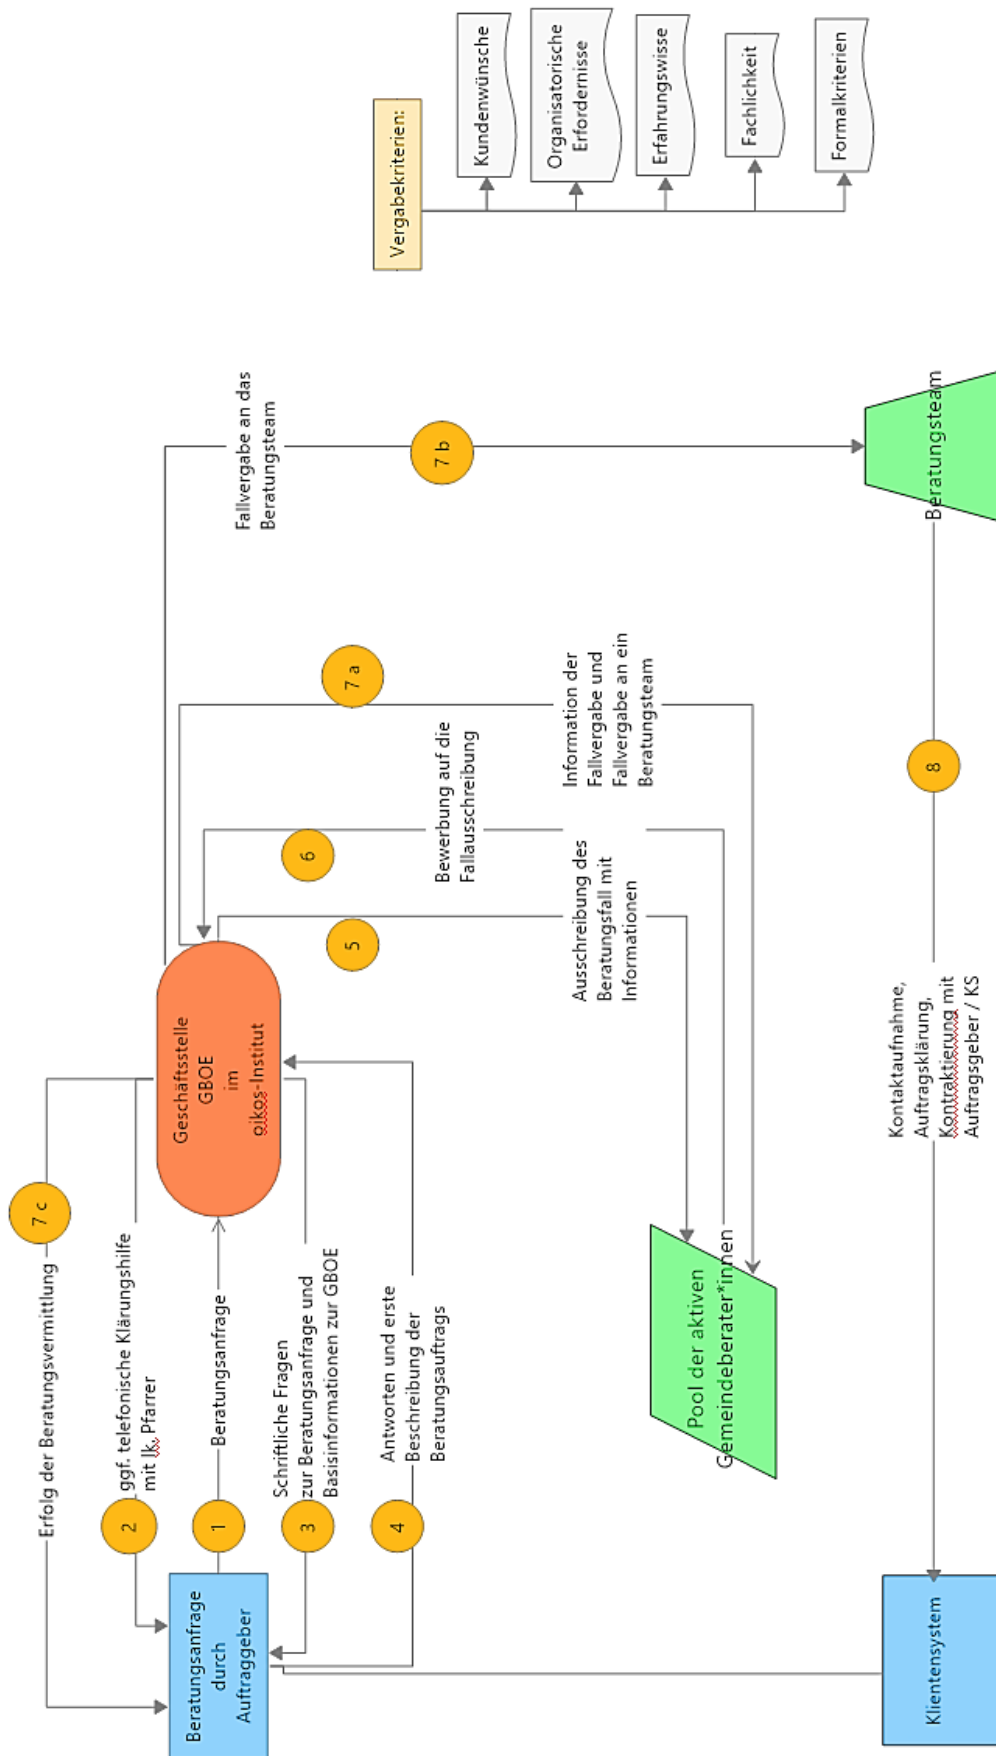 Erfolg der Beratungsvermittlung
7 c
2
ggf. telefonische Klärungshilfe
mit Jk. Pfarrer
Beratungsanfrage
durch
Auftraggeber
1
Beratungsanfrage
Geschäftsstelle
GBOE
im
oikos-Institut
3
Schriftliche Fragen
zur Beratungsanfrage und
Basisinformationen zur GBOE
4
Antworten und erste
Beschreibung der
Beratungsauftrags
5
Ausschreibung des
Beratungsfall mit
Informationen
6
Bewerbung auf die
Fallausschreibung
7 a
Information der
Fallvergabe und
Fallvergabe an ein
Beratungsteam
Fallvergabe an das
Beratungsteam
7 b
Pool der aktiven
Gemeindeberater*innen
Klientensystem
Kontaktaufnahme,
Auftragsklärung,
Kontraktierung mit
Auftragsgeber / KS
8
Beratungsteam
Vergabekriterien:
Kundenwünsche
Organisatorische
Erfordernisse
Erfahrungswisse
Fachlichkeit
Formalkriterien